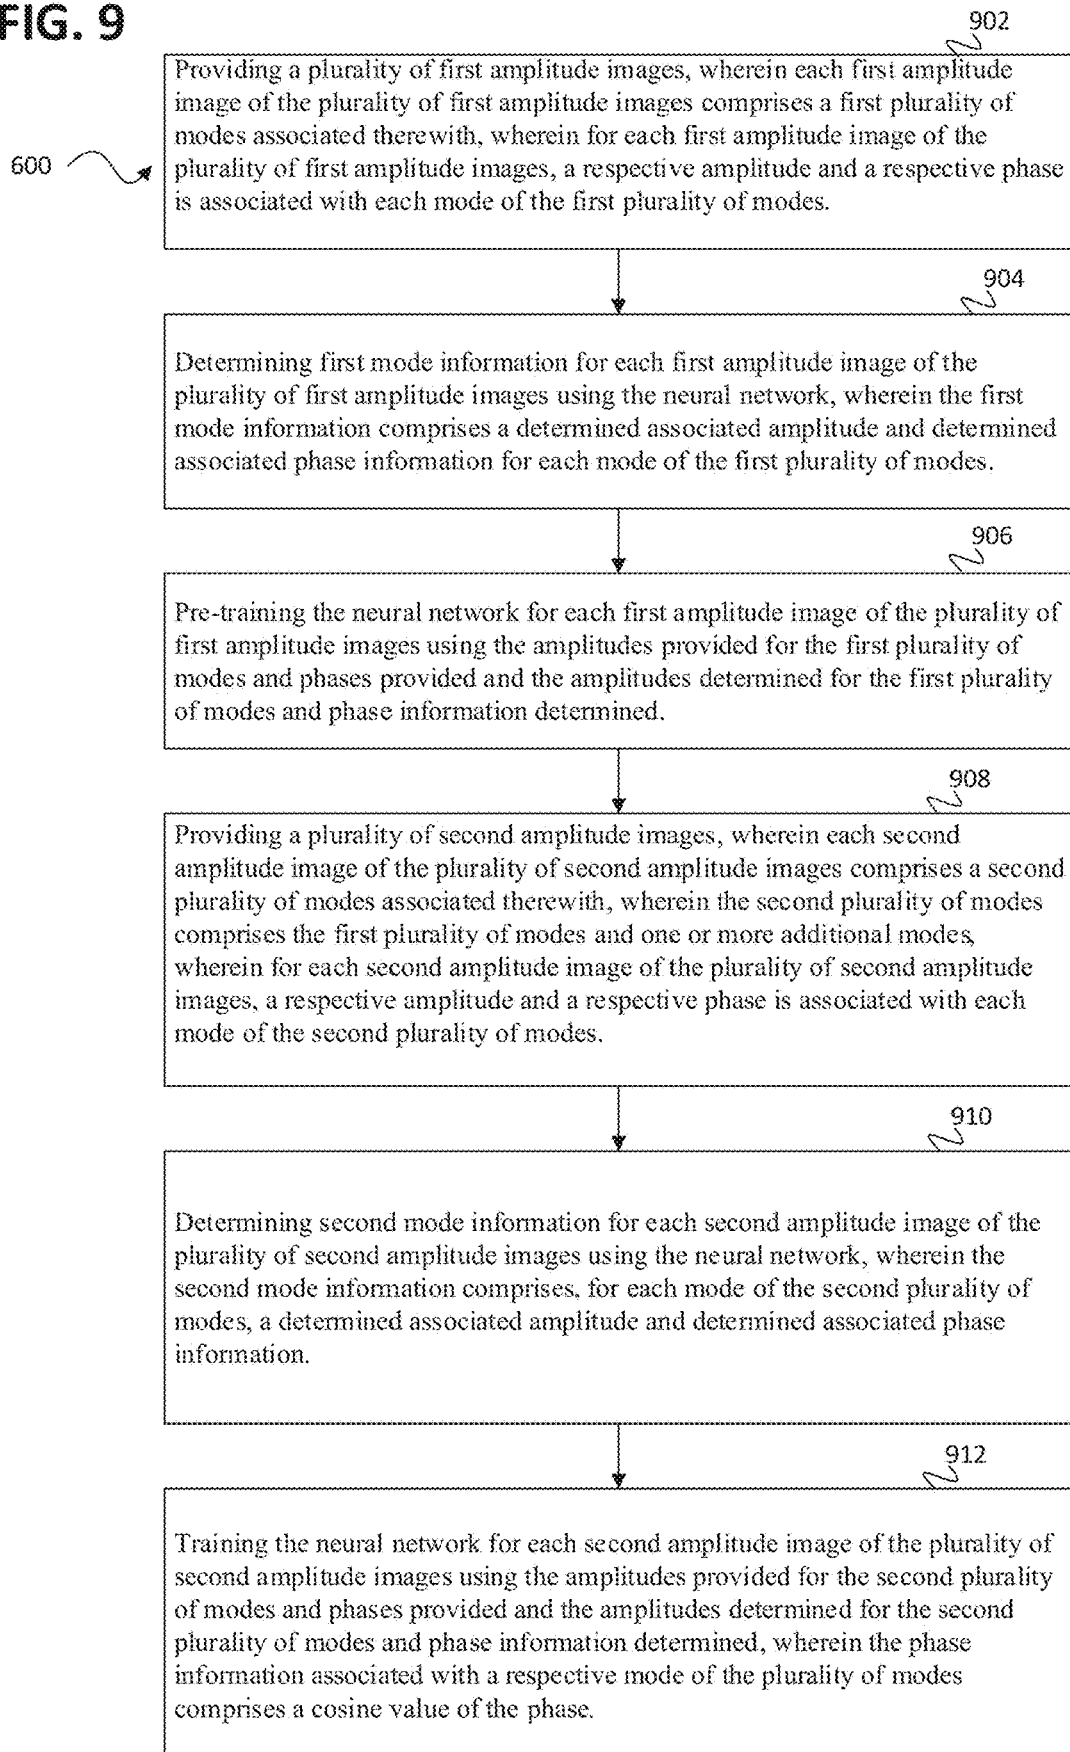 FIG. 9
902
Providing a plurality of first amplitude images, wherein each first amplitude
image of the plurality of first amplitude images comprises a first plurality of
modes associated therewith, wherein for each first amplitude image of the
plurality of first amplitude images, a respective amplitude and a respective phase
is associated with each mode of the first plurality of modes.
600
904
Determining first mode information for each first amplitude image of the
plurality of first amplitude images using the neural network, wherein the first
mode information comprises a determined associated amplitude and determined
associated phase information for each mode of the first plurality of modes.
906
Pre-training the neural network for each first amplitude image of the plurality of
first amplitude images using the amplitudes provided for the first plurality of
modes and phases provided and the amplitudes determined for the first plurality
of modes and phase information determined.
908
Providing a plurality of second amplitude images, wherein each second
amplitude image of the plurality of second amplitude images comprises a second
plurality of modes associated therewith, wherein the second plurality of modes
comprises the first plurality of modes and one or more additional modes,
wherein for each second amplitude image of the plurality of second amplitude
images, a respective amplitude and a respective phase is associated with each
mode of the second plurality of modes.
910
Determining second mode information for each second amplitude image of the
plurality of second amplitude images using the neural network, wherein the
second mode information comprises, for each mode of the second plurality of
modes, a determined associated amplitude and determined associated phase
information.
912
Training the neural network for each second amplitude image of the plurality of
second amplitude images using the amplitudes provided for the second plurality
of modes and phases provided and the amplitudes determined for the second
plurality of modes and phase information determined, wherein the phase
information associated with a respective mode of the plurality of modes
comprises a cosine value of the phase.